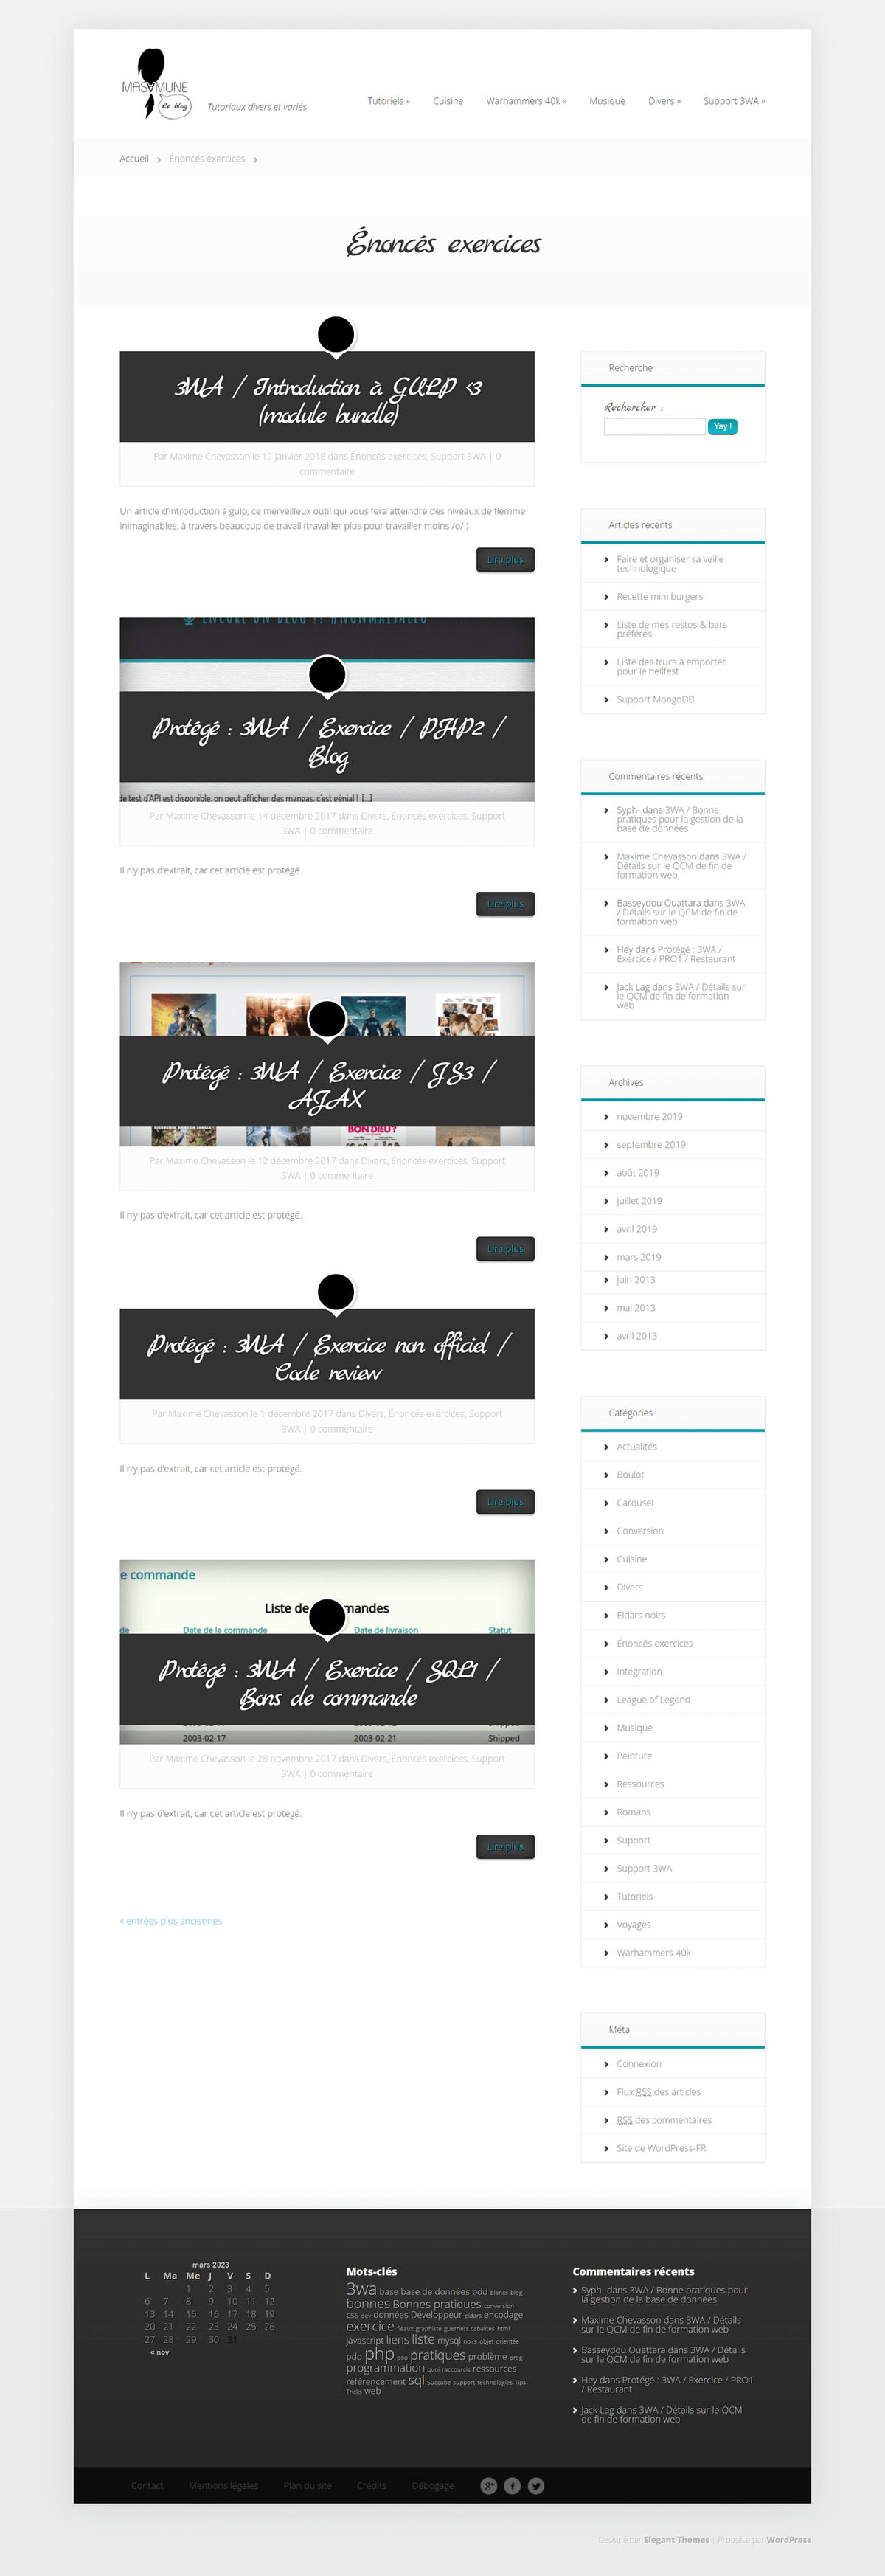 MASAMUNE
Le blog
Tutoriaux divers et variés
Tutoriels »
Cuisine
Warhammers 40k »
Musique
Divers »
Support 3WA »
Accueil
Énoncés exercices
Énoncés exercices
3WA / Introduction à GULP <3
(module bundle)
Par Maxime Chevasson le 12 janvier 2018 dans Énoncés exercices, Support 3WA | 0
commentaire
Un article d'introduction à gulp, ce merveilleux outil qui vous fera atteindre des niveaux de flemme
inimaginables, à travers beaucoup de travail (travailler plus pour travailler moins /o/ )
Lire plus
ENCORE UN BLOG ?! #NONMAISALLO
Protégé : 3WA / Exercice / PHP2 /
Blog
de test d'API est disponible, on peut afficher des mangas, c'est génial ! [...]
Par Maxime Chevasson le 14 décembre 2017 dans Divers, Énoncés exercices, Support
3WA | 0 commentaire
Il n'y pas d'extrait, car cet article est protégé.
Lire plus
Protégé : 3WA / Exercice / JS3 /
AJAX
BON DIEU ?
Par Maxime Chevasson le 12 décembre 2017 dans Divers, Énoncés exercices, Support
3WA | 0 commentaire
Il n'y pas d'extrait, car cet article est protégé.
Lire plus
Protégé : 3WA / Exercice non officiel /
Code review
Par Maxime Chevasson le 1 décembre 2017 dans Divers, Énoncés exercices, Support
3WA | 0 commentaire
Il n'y pas d'extrait, car cet article est protégé.
Lire plus
e commande
Liste de mandes
de Date de la commande Date de livraison Statut
Protégé : 3WA / Exercice / SQL1 /
Bons de commande
2003-02-17 2003-02-21 Shipped
Par Maxime Chevasson le 28 novembre 2017 dans Divers, Énoncés exercices, Support
3WA | 0 commentaire
Il n'y pas d'extrait, car cet article est protégé.
Lire plus
« entrées plus anciennes
Recherche
Rechercher :
Yay !
Articles récents
Faire et organiser sa veille
technologique
Recette mini burgers
Liste de mes restos & bars
préférés
Liste des trucs à emporter
pour le hellfest
Support MongoDB
Commentaires récents
Syph- dans 3WA / Bonne
pratiques pour la gestion de la
base de données
Maxime Chevasson dans 3WA /
Détails sur le QCM de fin de
formation web
Basseydou Ouattara dans 3WA
/ Détails sur le QCM de fin de
formation web
Hey dans Protégé : 3WA /
Exercice / PRO1 / Restaurant
Jack Lag dans 3WA / Détails sur
le QCM de fin de formation
web
Archives
novembre 2019
septembre 2019
août 2019
juillet 2019
avril 2019
mars 2019
juin 2013
mai 2013
avril 2013
Catégories
Actualités
Boulot
Carousel
Conversion
Cuisine
Divers
Eldars noirs
Énoncés exercices
Intégration
League of Legend
Musique
Peinture
Ressources
Romans
Support
Support 3WA
Tutoriels
Voyages
Warhammers 40k
Méta
Connexion
Flux RSS des articles
RSS des commentaires
Site de WordPress-FR
mars 2023
L Ma Me J V S D
1 2 3 4 5
6 7 8 9 10 11 12
13 14 15 16 17 18 19
20 21 22 23 24 25 26
27 28 29 30 31
« nov
Mots-clés
3wa base base de données bdd blancs blog
bonnes Bonnes pratiques conversion
css dev données Développeur eldars encodage
exercice fléaux graphiste guerriers cabalites html
javascript liens liste mysql noirs objet orientée
pdo php poo pratiques problème prog
programmation quoi raccourcis ressources
référencement sql Succube support technologies Tips
Tricks web
Commentaires récents
Syph- dans 3WA / Bonne pratiques pour
la gestion de la base de données
Maxime Chevasson dans 3WA / Détails
sur le QCM de fin de formation web
Basseydou Ouattara dans 3WA / Détails
sur le QCM de fin de formation web
Hey dans Protégé : 3WA / Exercice / PRO1
/ Restaurant
Jack Lag dans 3WA / Détails sur le QCM
de fin de formation web
Contact
Mentions légales
Plan du site
Crédits
Débogage
Designé par Elegant Themes | Propulsé par WordPress